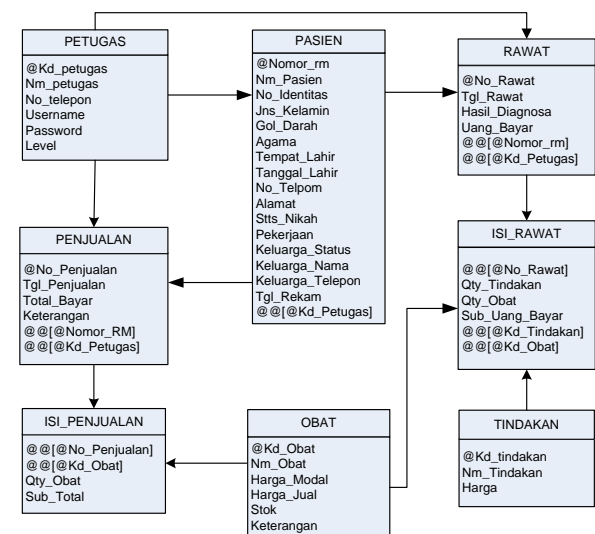 PETUGAS
@Kd_petugas
Nm_petugas
No_telepon
Username
Password
Level
PASIEN
@Nomor_rm
Nm_Pasien
No_Identitas
Jns_Kelamin
Gol_Darah
Agama
Tempat_Lahir
Tanggal_Lahir
No_Telpom
Alamat
Stts_Nikah
Pekerjaan
Keluarga_Status
Keluarga_Nama
Keluarga_Telepon
Tgl_Rekam
@@[@Kd_Petugas]
RAWAT
@No_Rawat
Tgl_Rawat
Hasil_Diagnosa
Uang_Bayar
@@[@Nomor_rm]
@@[@Kd_Petugas]
PENJUALAN
@No_Penjualan
Tgl_Penjualan
Total_Bayar
Keterangan
@@[@Nomor_RM]
@@[@Kd_Petugas]
ISI_RAWAT
@@[@No_Rawat]
Qty_Tindakan
Qty_Obat
Sub_Uang_Bayar
@@[@Kd_Tindakan]
@@[@Kd_Obat]
ISI_PENJUALAN
@@[@No_Penjualan]
@@[@Kd_Obat]
Qty_Obat
Sub_Total
OBAT
@Kd_Obat
Nm_Obat
Harga_Modal
Harga_Jual
Stok
Keterangan
TINDAKAN
@Kd_tindakan
Nm_Tindakan
Harga